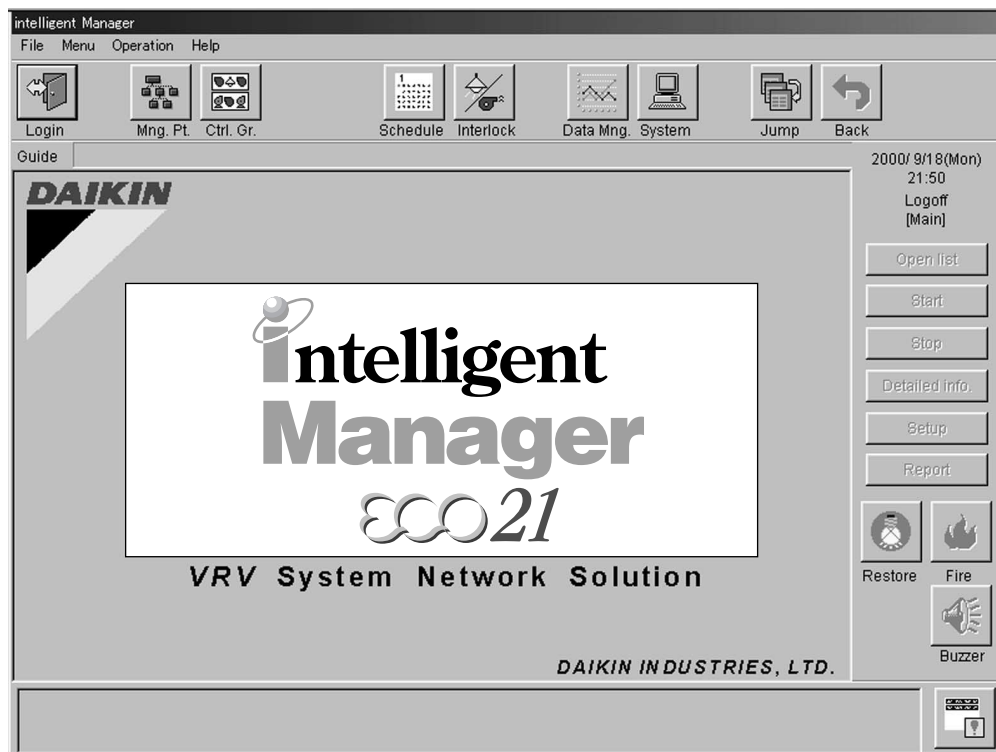 intelligent Manager
File Menu Operation Help
Login Mng. Pt. Ctrl. Gr. Schedule Interlock Data Mng. System Jump Back
Guide
2000/ 9/18(Mon)
21:50
Logoff
[Main]
DAIKIN
intelligent
Manager
ECO 21
VRV System Network Solution
DAIKIN INDUSTRIES, LTD.
Open list
Start
Stop
Detailed info.
Setup
Report
Restore Fire
Buzzer